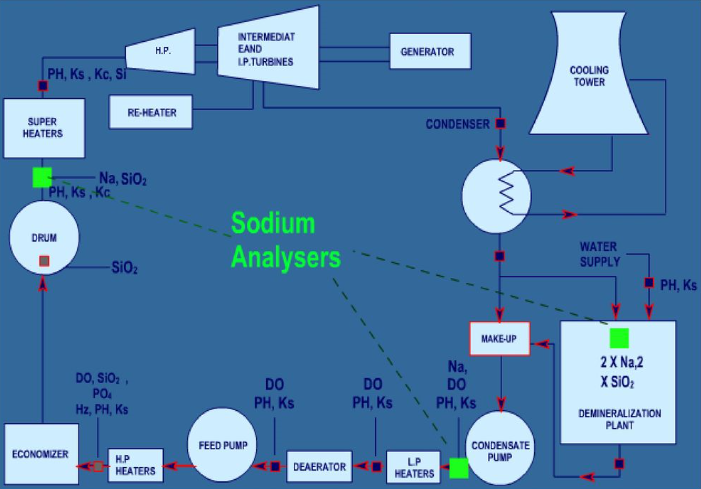 H.P.
INTERMEDIAT
EAND
I.P.TURBINES
GENERATOR
COOLING
TOWER
PH, Ks , Kc, Si
RE-HEATER
SUPER
HEATERS
CONDENSER
Na, SiO₂
PH, Ks , Kc
DRUM
SiO₂
Sodium
Analysers
WATER
SUPPLY
PH, Ks
MAKE-UP
2 X Na,2
X SiO₂
DEMINERALIZATION
PLANT
Na,
DO
PH, Ks
DO
PH, Ks
DO
PH, Ks
DO, SiO₂ ,
PO₄
Hz, PH, Ks
ECONOMIZER
H.P
HEATERS
FEED PUMP
DEAERATOR
L.P
HEATERS
CONDENSATE
PUMP